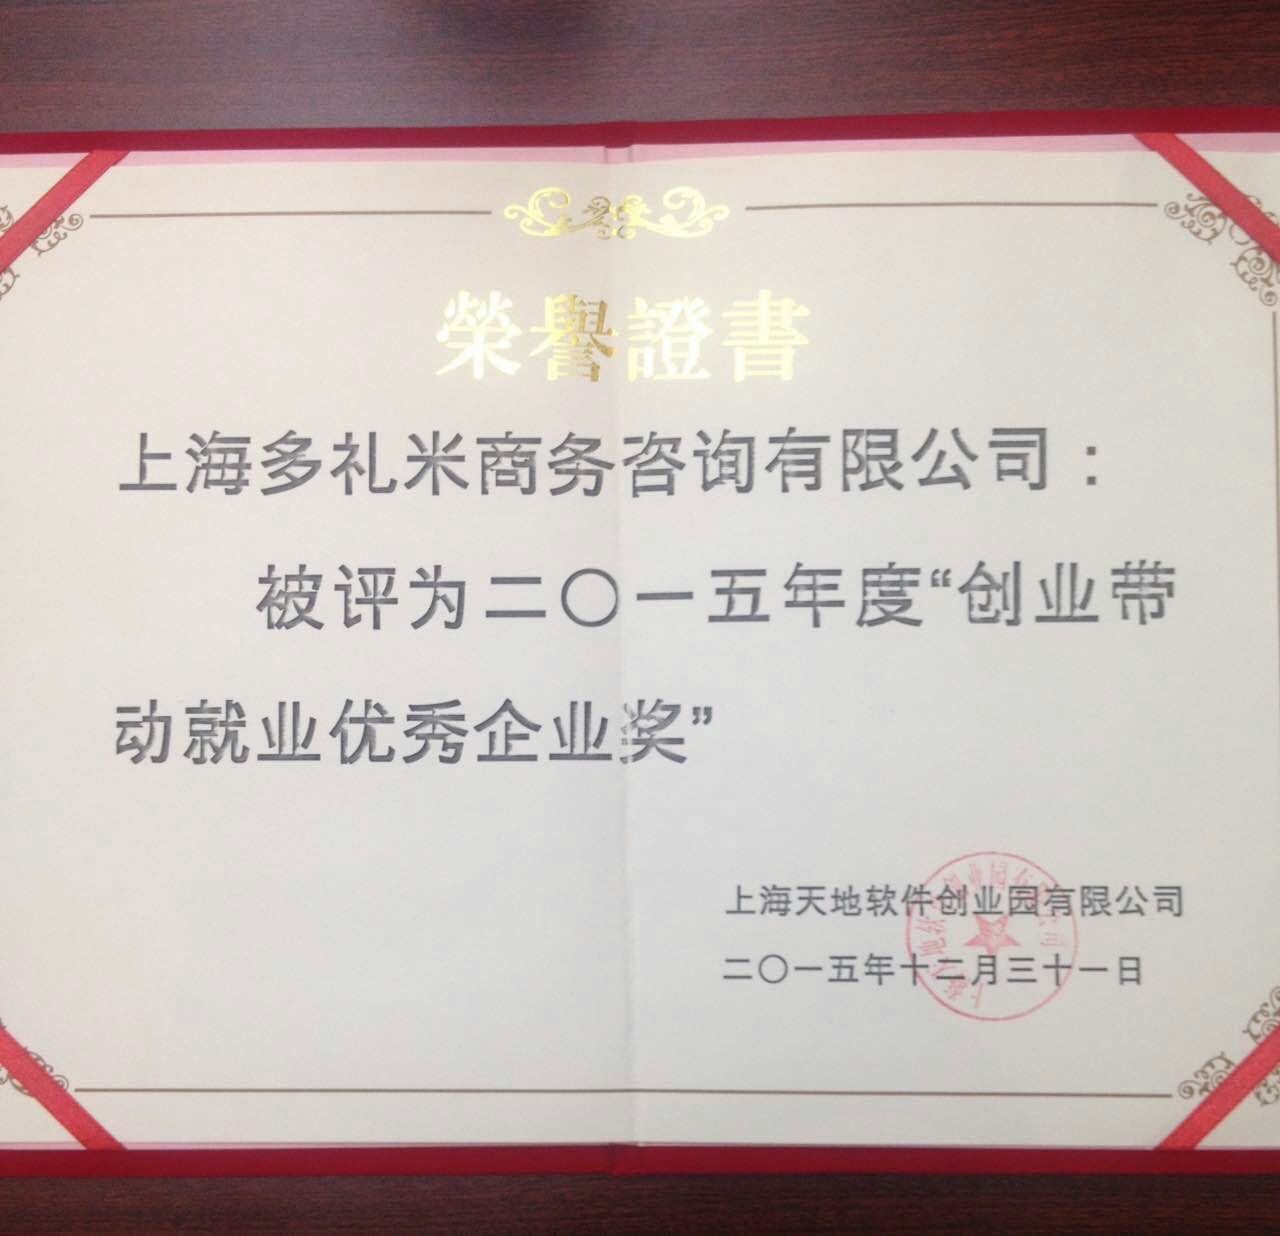 榮譽證書
上海多礼米商务咨询有限公司：
被评为二〇一五年度“创业带
动就业优秀企业奖”
上海天地软件创业园有限公司
二〇一五年十二月三十一日